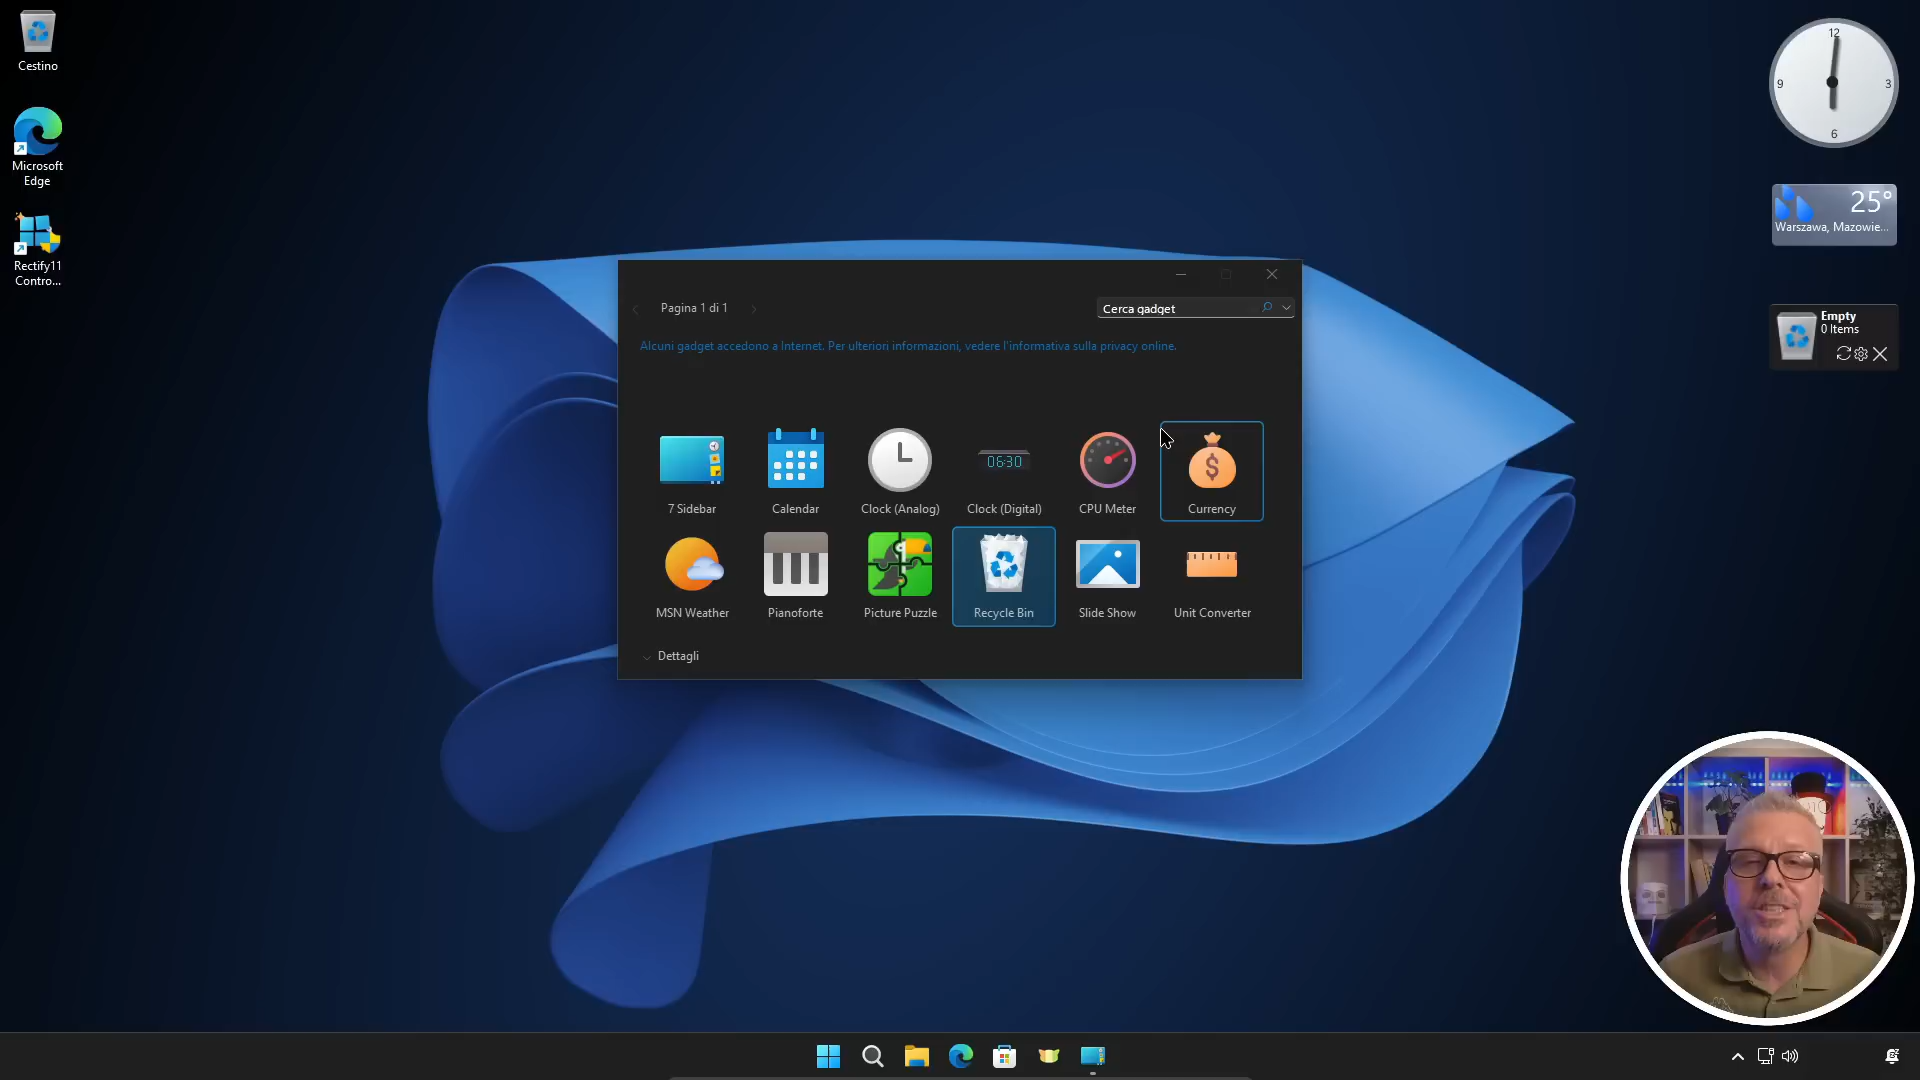 Cestino
Microsoft
Edge
Rectify11
Contro...
12
9
3
6
25°
Warszawa, Mazowie...
Empty
0 Items
Pagina 1 di 1
Cerca gadget
Alcuni gadget accedono a Internet. Per ulteriori informazioni, vedere l'informativa sulla privacy online.
06:30
7 Sidebar
Calendar
Clock (Analog)
Clock (Digital)
CPU Meter
$
Currency
MSN Weather
Pianoforte
Picture Puzzle
Recycle Bin
Slide Show
Unit Converter
Dettagli